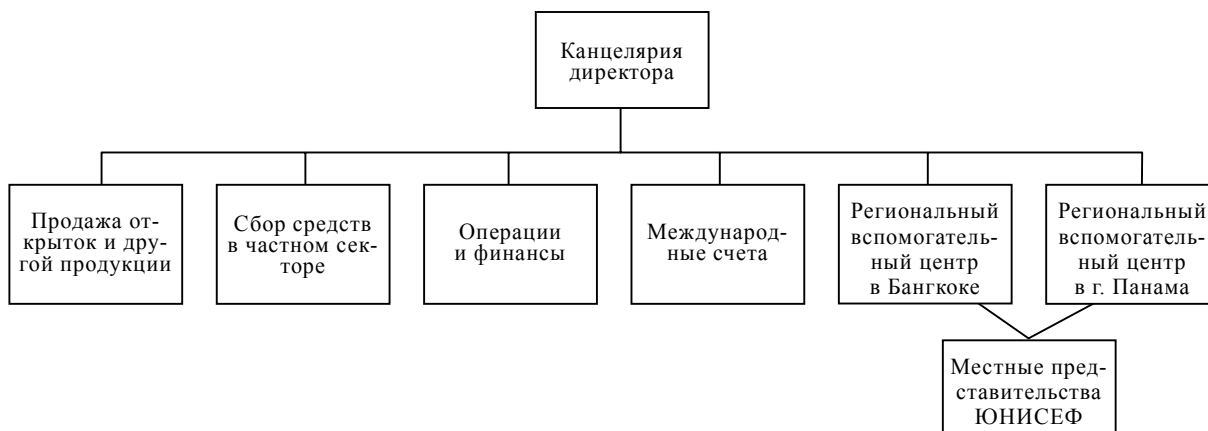 Канцелярия
директора
Продажа от-
крыток и дру-
гой продукции
Сбор средств
в частном сек-
торе
Операции
и финансы
Международ-
ные счета
Региональный
вспомогатель-
ный центр
в Бангкоке
Региональный
вспомогатель-
ный центр
в г. Панама
Местные пред-
ставительства
ЮНИСЕФ